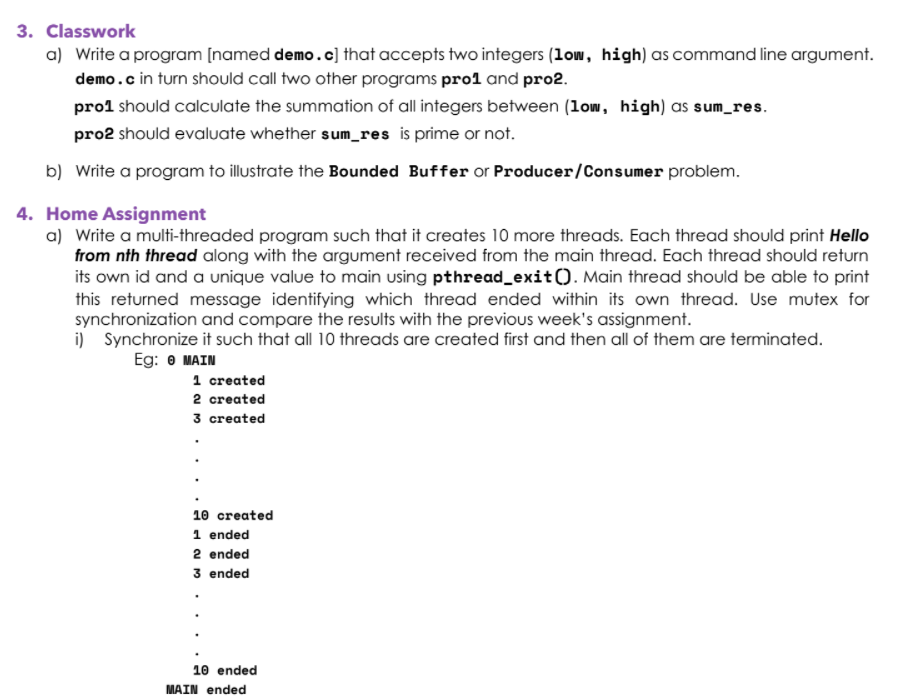 3. Classwork
a) Write a program [named demo.c] that accepts two integers (low, high) as command line argument.
demo.c in turn should call two other programs pro1 and pro2.
pro1 should calculate the summation of all integers between (low, high) as sum_res.
pro2 should evaluate whether sum_res is prime or not.
b) Write a program to illustrate the Bounded Buffer or Producer/Consumer problem.
4. Home Assignment
a) Write a multi-threaded program such that it creates 10 more threads. Each thread should print Hello
from nth thread along with the argument received from the main thread. Each thread should return
its own id and a unique value to main using pthread_exit(). Main thread should be able to print
this returned message identifying which thread ended within its own thread. Use mutex for
synchronization and compare the results with the previous week's assignment.
i) Synchronize it such that all 10 threads are created first and then all of them are terminated.
Eg: 0 MAIN
1 created
2 created
3 created
.
.
.
.
10 created
1 ended
2 ended
3 ended
.
.
.
.
10 ended
MAIN ended